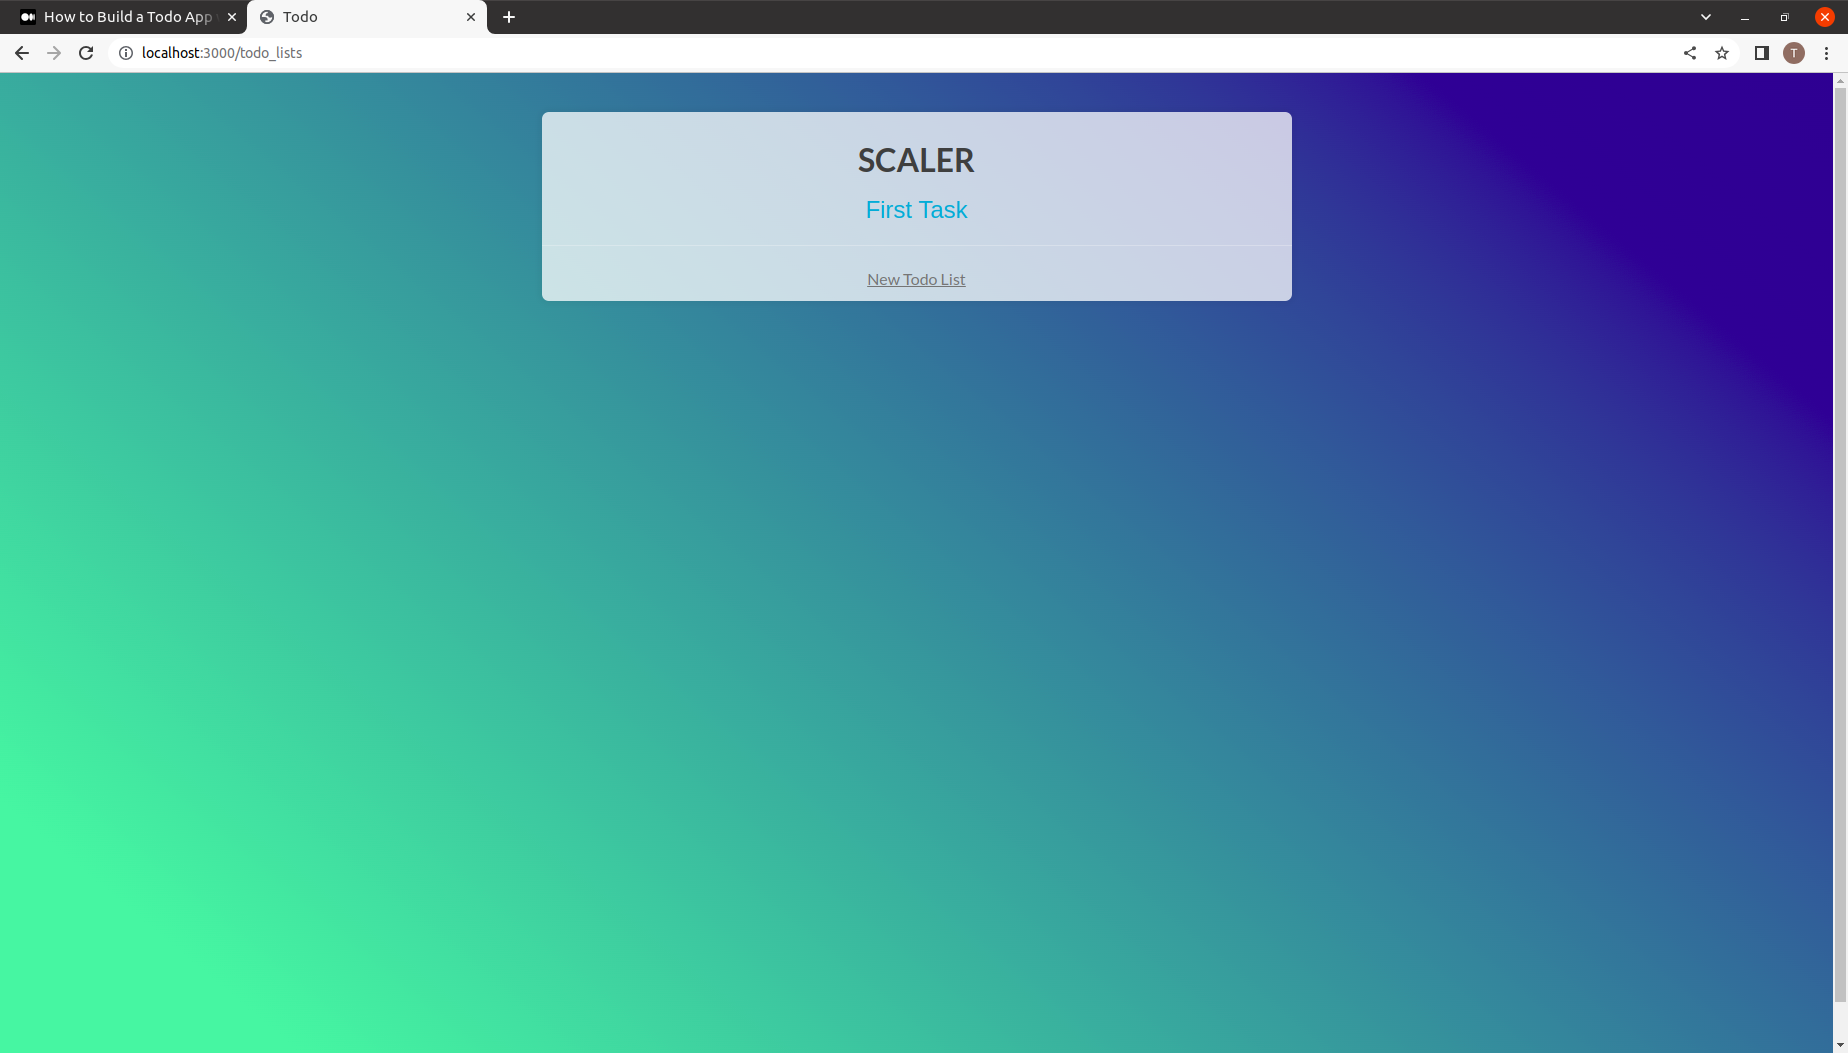 How to Build a Todo App
Todo
localhost:3000/todo_lists
T
SCALER
First Task
New Todo List